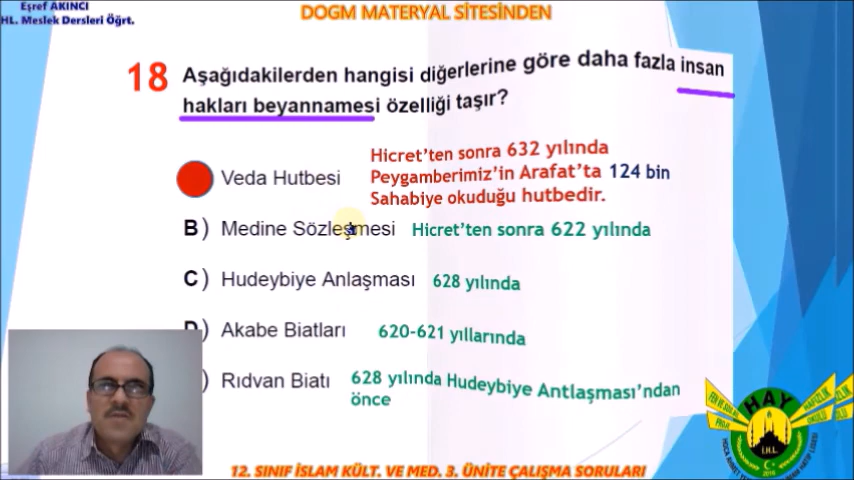 Eşref AKINCI
HL. Meslek Dersleri Öğrt.
DOGM MATERYAL SİTESİNDEN
18 Aşağıdakilerden hangisi diğerlerine göre daha fazla insan
hakları beyannamesi özelliği taşır?
Veda Hutbesi
Hicret'ten sonra 632 yılında
Peygamberimiz'in Arafat'ta 124 bin
Sahabiye okuduğu hutbedir.
B) Medine Sözleşmesi Hicret'ten sonra 622 yılında
C) Hudeybiye Anlaşması 628 yılında
D) Akabe Biatları 620-621 yıllarında
) Rıdvan Biatı 628 yılında Hudeybiye Antlaşması'ndan
önce
HAY
İ.H.L.
HAFIZLIK
PROJE
OKULU
12. SINIF İSLAM KÜLT. VE MED. 3. ÜNİTE ÇALIŞMA SORULARI